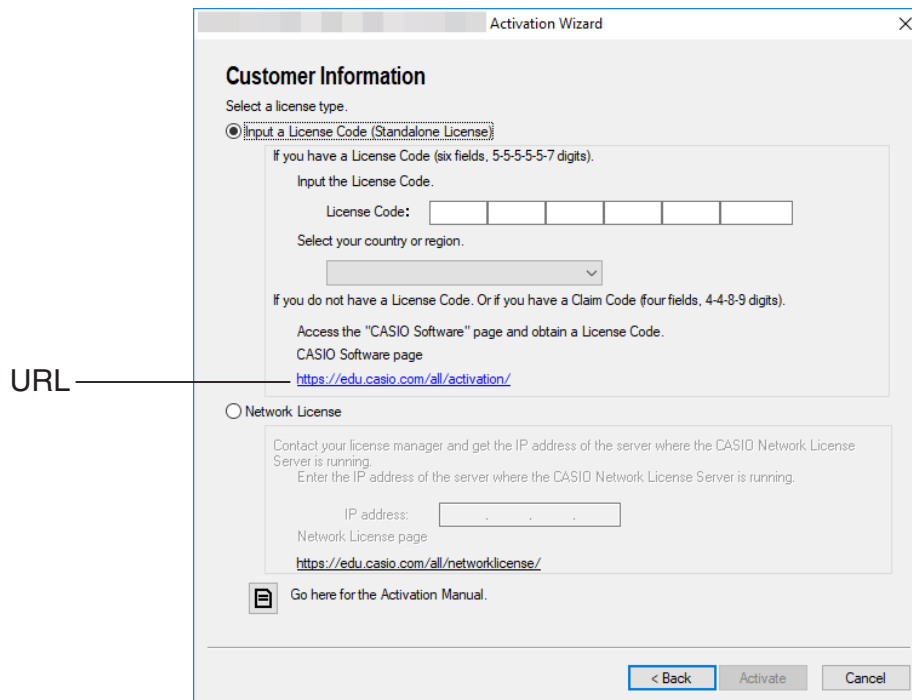 Activation Wizard
Customer Information
Select a license type.
Input a License Code (Standalone License)
If you have a License Code (six fields, 5-5-5-5-5-7 digits).
Input the License Code.
License Code:
Select your country or region.
If you do not have a License Code. Or if you have a Claim Code (four fields, 4-4-8-9 digits).
Access the "CASIO Software" page and obtain a License Code.
CASIO Software page
URL
https://edu.casio.com/all/activation/
Network License
Contact your license manager and get the IP address of the server where the CASIO Network License
Server is running.
Enter the IP address of the server where the CASIO Network License Server is running.
IP address: . . .
Network License page
https://edu.casio.com/all/networklicense/
Go here for the Activation Manual.
< Back Activate Cancel